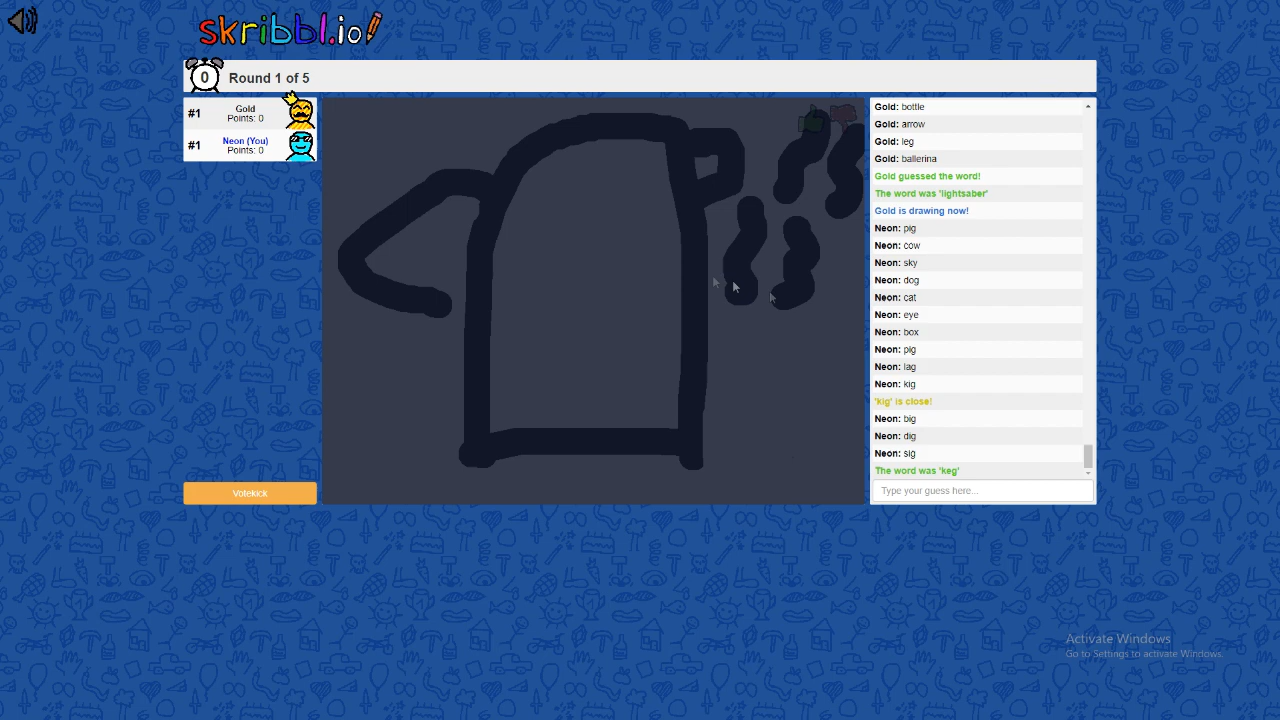 skribbl.io
0
Round 1 of 5
#1
Gold
Points: 0
#1
Neon (You)
Points: 0
Votekick
Gold: bottle
Gold: arrow
Gold: leg
Gold: ballerina
Gold guessed the word!
The word was 'lightsaber'
Gold is drawing now!
Neon: pig
Neon: cow
Neon: sky
Neon: dog
Neon: cat
Neon: eye
Neon: box
Neon: pig
Neon: lag
Neon: kig
'kig' is close!
Neon: big
Neon: dig
Neon: sig
The word was 'keg'
Type your guess here...
Activate Windows
Go to Settings to activate Windows.